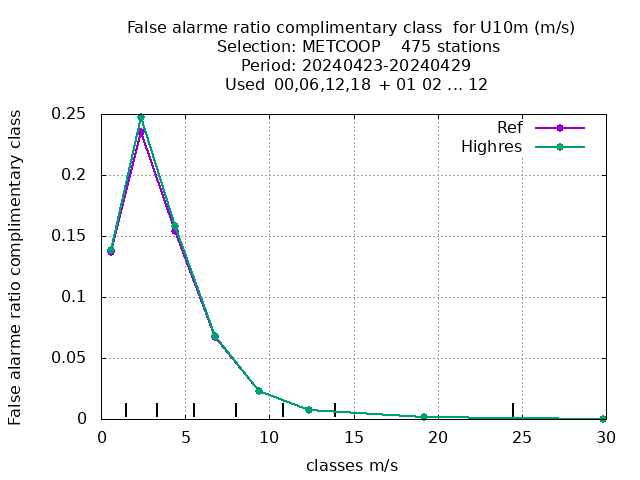 False alarme ratio complimentary class  for U10m (m/s)
Selection: METCOOP    475 stations
Period: 20240423-20240429
Used  00,06,12,18 + 01 02 ... 12
False alarme ratio complimentary class
0.25
0.2
0.15
0.1
0.05
0
Ref
Highres
0 5 10 15 20 25 30
classes m/s